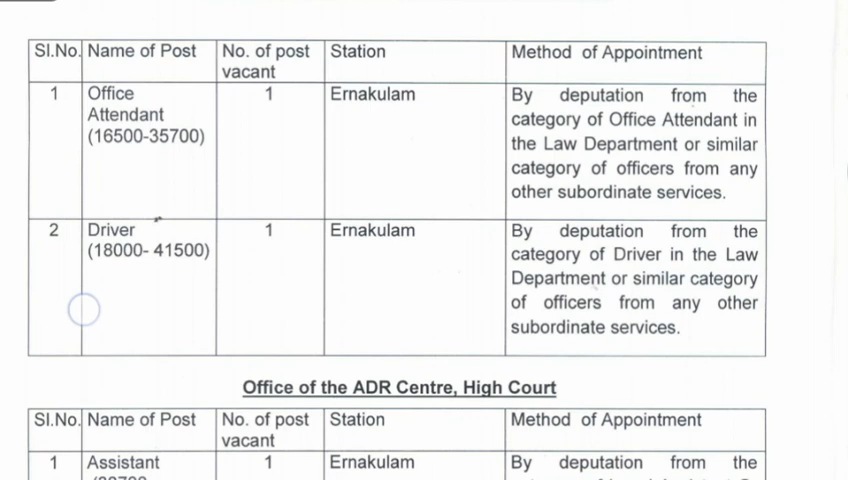 Sl.No. Name of Post No. of post Station Method of Appointment
vacant
1 Office 1 Ernakulam By deputation from the
Attendant category of Office Attendant in
(16500-35700) the Law Department or similar
category of officers from any
other subordinate services.
2 Driver 1 Ernakulam By deputation from the
(18000- 41500) category of Driver in the Law
Department or similar category
of officers from any other
subordinate services.
Office of the ADR Centre, High Court
Sl.No. Name of Post No. of post Station Method of Appointment
vacant
1 Assistant 1 Ernakulam By deputation from the